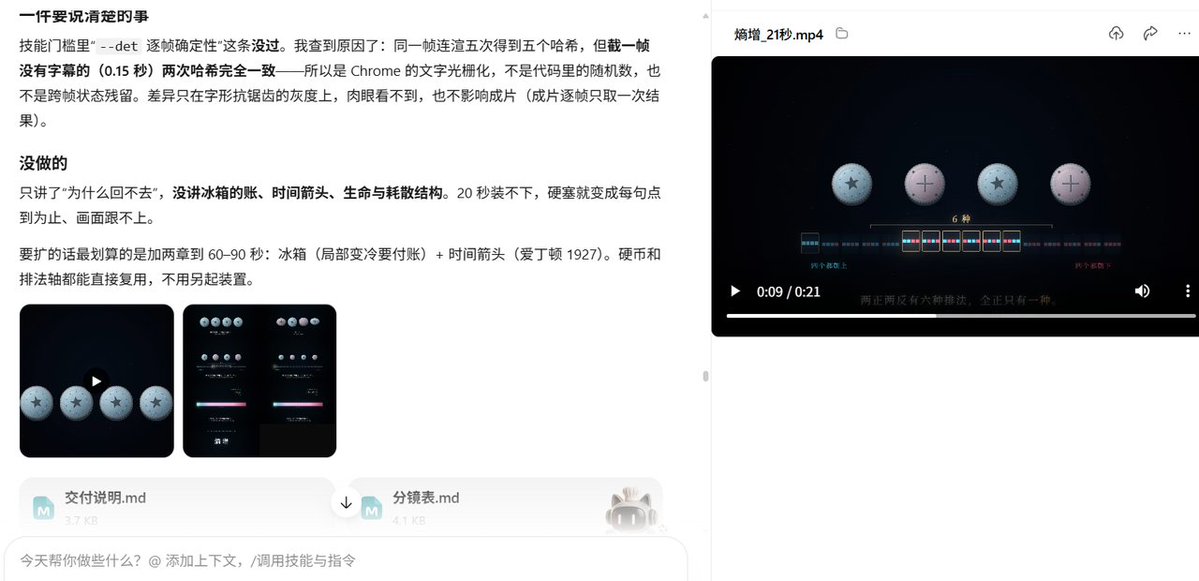 一件要说清楚的事
技能门槛里“--det 逐帧确定性”这条没过。我查到原因了：同一帧连渲五次得到五个哈希，但截一帧
没有字幕的（0.15 秒）两次哈希完全一致——所以是 Chrome 的文字光栅化，不是代码里的随机数，也
不是跨帧状态残留。差异只在字形抗锯齿的灰度上，肉眼看不到，也不影响成片（成片逐帧只取一次结
果）。
没做的
只讲了“为什么回不去”，没讲冰箱的账、时间箭头、生命与耗散结构。20 秒装不下，硬塞就变成每句点
到为止、画面跟不上。
要扩的话最划算的是加两章到 60–90 秒：冰箱（局部变冷要付账）+ 时间箭头（爱丁顿 1927）。硬币和
排法轴都能直接复用，不用另起装置。
熵 增
交付说明.md
3.7 KB
分镜表.md
4.1 KB
今天帮你做些什么？@ 添加上下文，/调用技能与指令
熵增_21秒.mp4
6 种
四个都朝上
四个都朝下
0:09 / 0:21
两正两反有六种排法，全正只有一种。